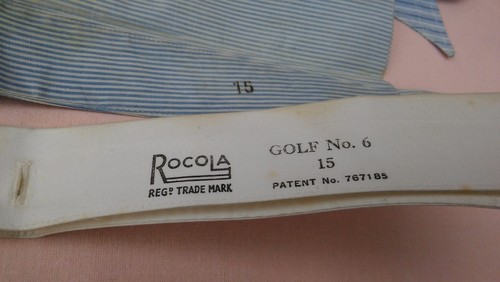 15
ROCOLA
REGD TRADE MARK
GOLF No. 6
15
PATENT No. 767185